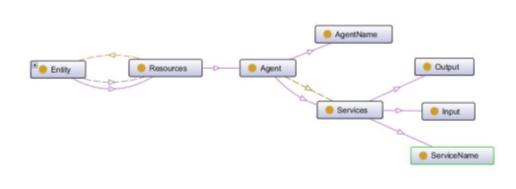 AgentName
Entity
Resources
Agent
Output
Services
Input
ServiceName